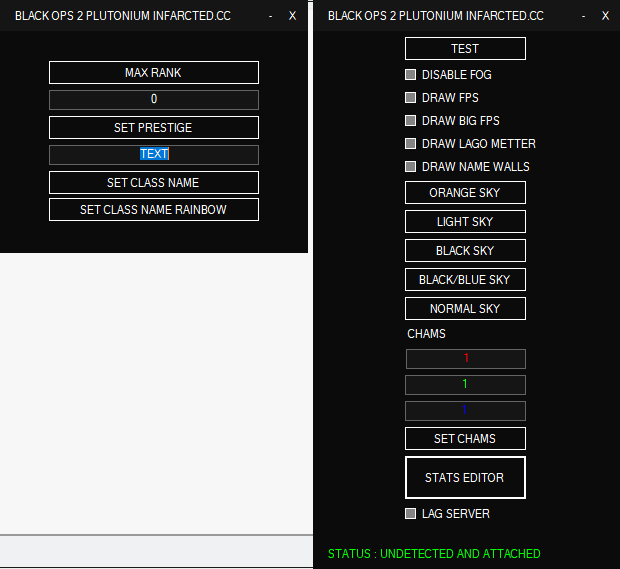 BLACK OPS 2 PLUTONIUM INFARCTED.CC - X
MAX RANK
0
SET PRESTIGE
TEXT
SET CLASS NAME
SET CLASS NAME RAINBOW
BLACK OPS 2 PLUTONIUM INFARCTED.CC - X
TEST
DISABLE FOG
DRAW FPS
DRAW BIG FPS
DRAW LAGO METTER
DRAW NAME WALLS
ORANGE SKY
LIGHT SKY
BLACK SKY
BLACK/BLUE SKY
NORMAL SKY
CHAMS
1
1
1
SET CHAMS
STATS EDITOR
LAG SERVER
STATUS : UNDETECTED AND ATTACHED